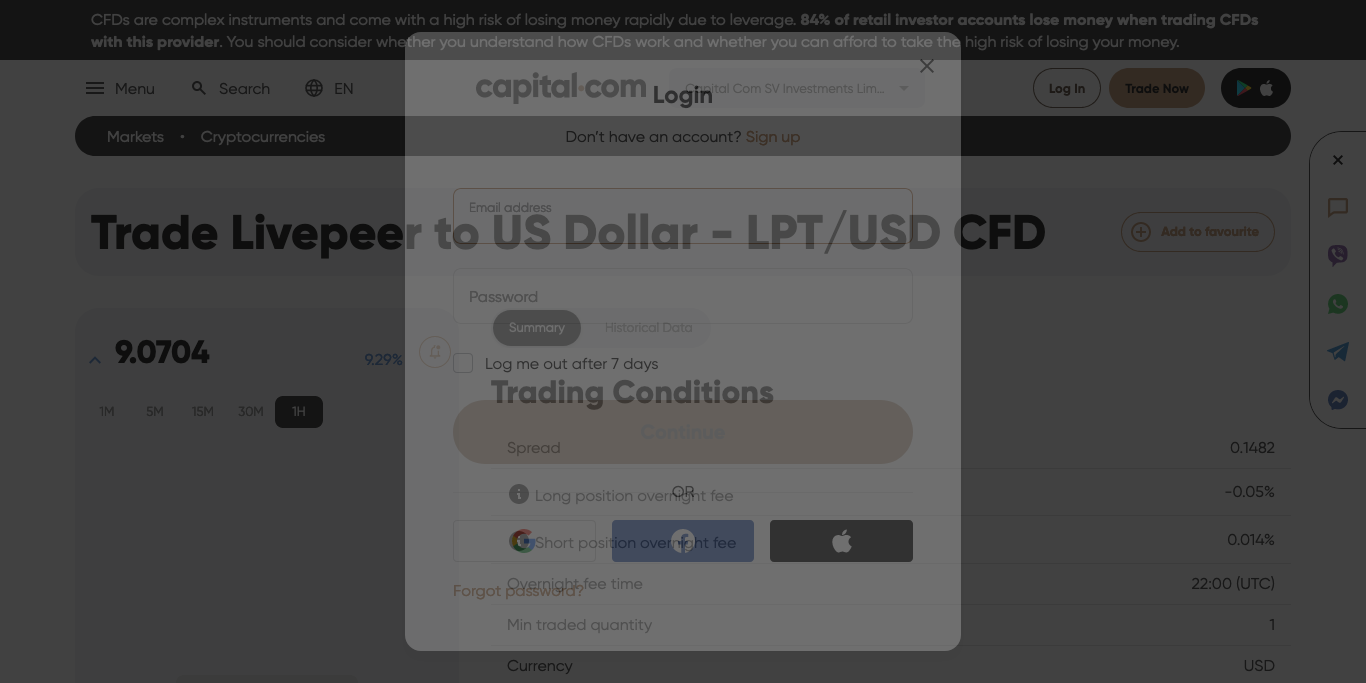 CFDs are complex instruments and come with a high risk of losing money rapidly due to leverage. 84% of retail investor accounts lose money when trading CFDs
with this provider. You should consider whether you understand how CFDs work and whether you can afford to take the high risk of losing your money.
Menu
Search
EN
capital.com
Capital Com SV Investments Lim...
Log In
Trade Now
Login
Markets
Cryptocurrencies
Don't have an account? Sign up
Email address
Trade Livepeer to US Dollar - LPT/USD CFD
Add to favourite
Password
Summary
Historical Data
9.0704
9.29%
Log me out after 7 days
Trading Conditions
1M
5M
15M
30M
1H
Continue
Spread
0.1482
OR
Long position overnight fee
-0.05%
Short position overnight fee
0.014%
Overnight fee time
22:00 (UTC)
Forgot password?
Min traded quantity
1
Currency
USD